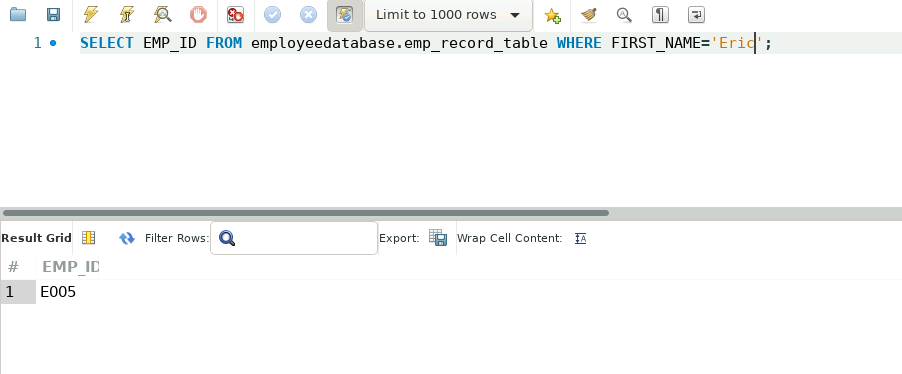 Limit to 1000 rows
1 SELECT EMP_ID FROM employeedatabase.emp_record_table WHERE FIRST_NAME='Eric';
Result Grid Filter Rows: Export: Wrap Cell Content: IA
# EMP_ID
1 E005